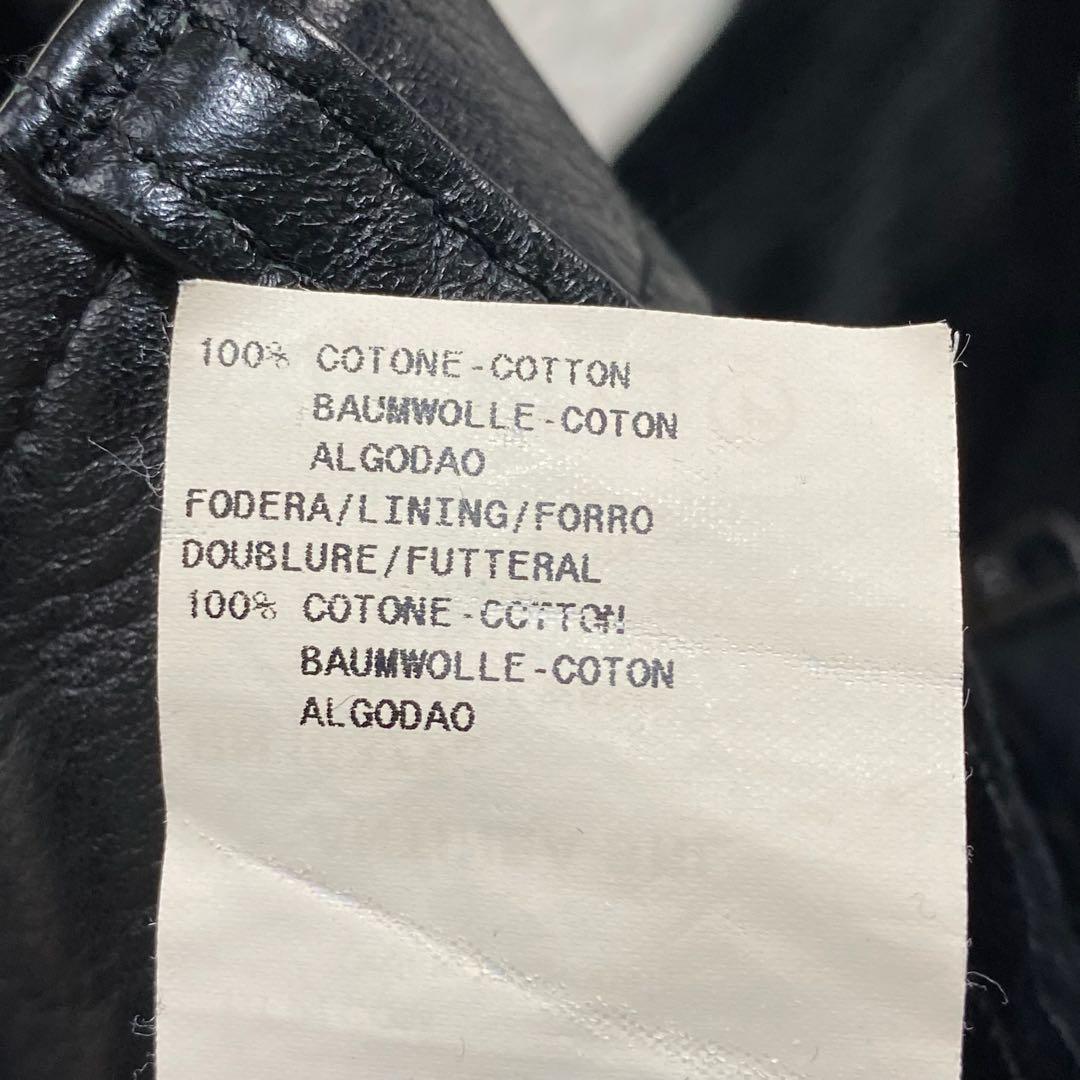 100% COTONE-COTTON
BAUMWOLLE-COTON
ALGODAO
FODERA/LINING/FORRO
DOUBLURE/FUTTERAL
100% COTONE-COTTON
BAUMWOLLE-COTON
ALGODAO